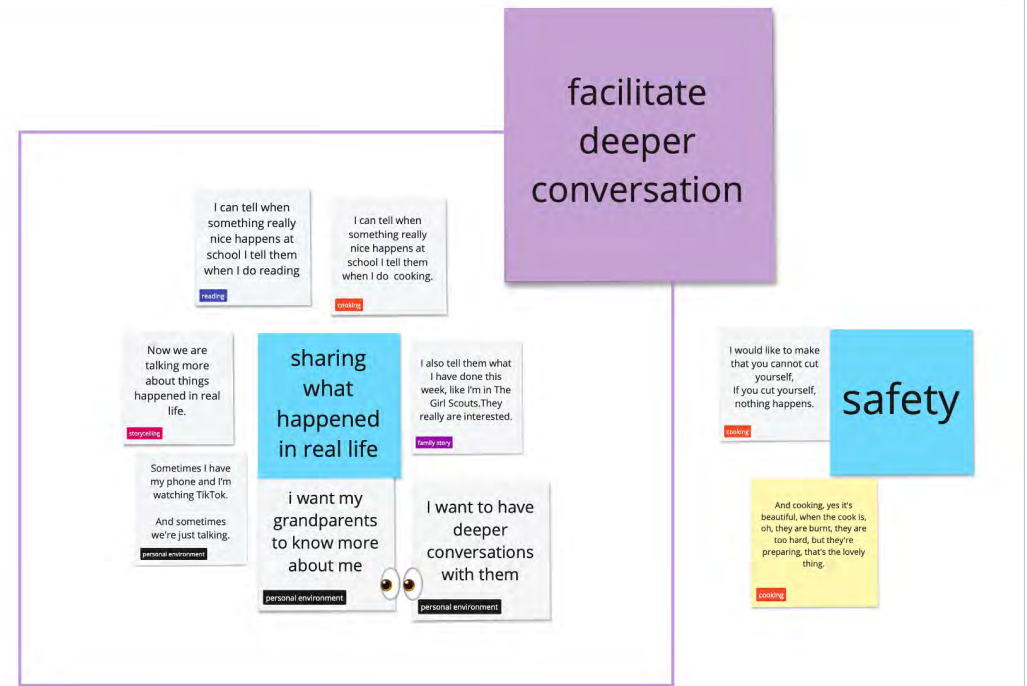 facilitate
deeper
conversation
I can tell when
something really
nice happens at
school I tell them
when I do reading
reading
I can tell when
something really
nice happens at
school I tell them
when I do  cooking.
cooking
Now we are
talking more
about things
happened in real
life.
storytelling
sharing
what
happened
in real life
I also tell them what
I have done this
week, like I'm in The
Girl Scouts,They
really are interested.
family story
Sometimes I have
my phone and I'm
watching TikTok.
And sometimes
we're just talking.
personal environment
i want my
grandparents
to know more
about me
personal environment
I want to have
deeper
conversations
with them
personal environment
I would like to make
that you cannot cut
yourself,
If you cut yourself,
nothing happens.
cooking
safety
And cooking, yes it's
beautiful, when the cook is,
oh, they are burnt, they are
too hard, but they're
preparing, that's the lovely
thing.
cooking